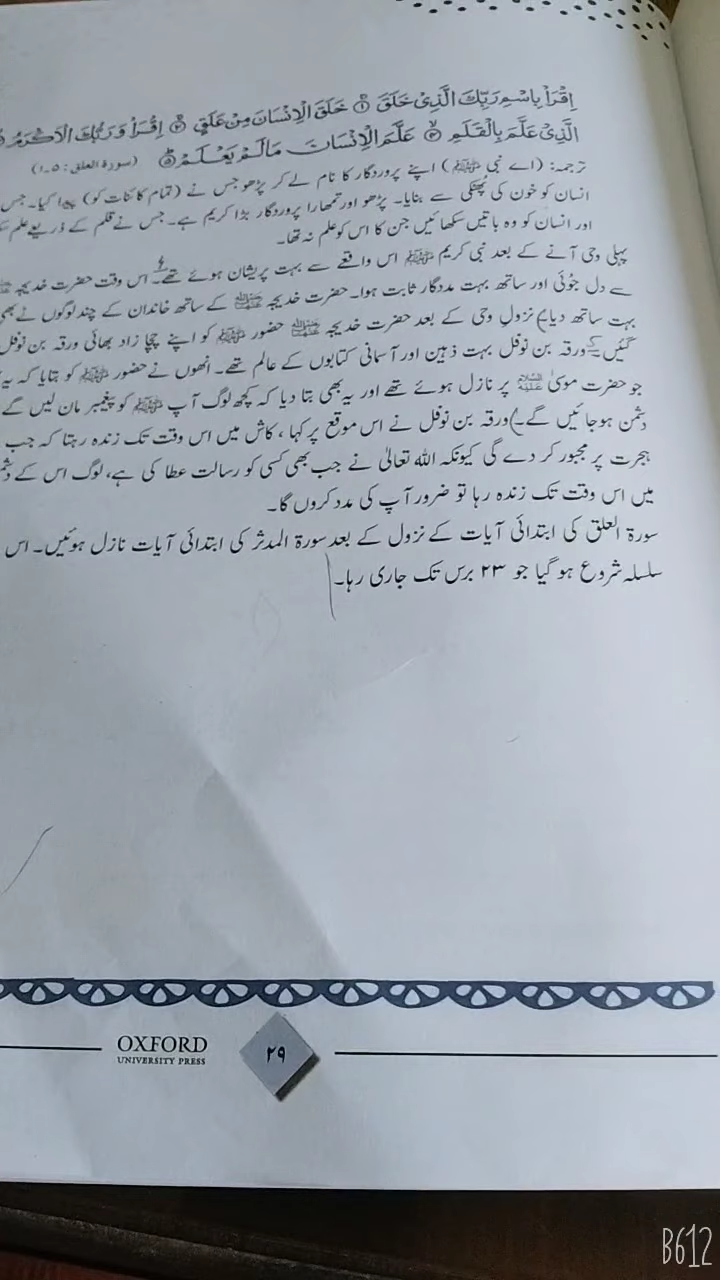 اِقْرَاْ بِاسْمِ رَبِّكَ الَّذِىْ خَلَقَ ۚ﴿۱﴾ خَلَقَ الْاِنْسَانَ مِنْ عَلَقٍ ۚ﴿۲﴾ اِقْرَاْ وَ رَبُّكَ الْاَكْرَمُ
الَّذِىْ عَلَّمَ بِالْقَلَمِ ۙ﴿۴﴾ عَلَّمَ الْاِنْسَانَ مَا لَمْ يَعْلَمْ ؕ﴿۵﴾ (سورۃ العلق: ۵۔۱)
ترجمہ: (اے نبی ﷺ) اپنے پروردگار کا نام لے کر پڑھو جس نے (تمام کائنات کو) پیدا کیا۔ جس
انسان کو خون کی پھٹکی سے بنایا۔ پڑھو اور تمھارا پروردگار بڑا کریم ہے۔ جس نے قلم کے ذریعے علم
اور انسان کو وہ باتیں سکھائیں جن کا اس کو علم نہ تھا۔
پہلی وحی آنے کے بعد نبی کریم ﷺ اس واقعے سے بہت پریشان ہوئے تھے۔ اس وقت حضرت خدیجہ
سے دل جُوئی اور ساتھ بہت مددگار ثابت ہوا۔ حضرت خدیجہ کے ساتھ خاندان کے چند لوگوں نے بھی
بہت ساتھ دیا) نزولِ وحی کے بعد حضرت خدیجہ حضور ﷺ کو اپنے چچا زاد بھائی ورقہ بن نوفل
گئیں۔ ورقہ بن نوفل بہت ذہین اور آسمانی کتابوں کے عالم تھے۔ انھوں نے حضور ﷺ کو بتایا کہ یہ
جو حضرت موسیٰ علیہ السلام پر نازل ہوئے تھے اور یہ بھی بتا دیا کہ کچھ لوگ آپ ﷺ کو پیغمبر مان لیں گے
دشمن ہو جائیں گے۔) ورقہ بن نوفل نے اس موقع پر کہا، کاش میں اس وقت تک زندہ رہتا کہ جب
ہجرت پر مجبور کر دے گی کیونکہ اللہ تعالیٰ نے جب بھی کسی کو رسالت عطا کی ہے، لوگ اس کے
میں اس وقت تک زندہ رہا تو ضرور آپ کی مدد کروں گا۔
سورۃ العلق کی ابتدائی آیات کے نزول کے بعد سورۃ المدثر کی ابتدائی آیات نازل ہوئیں۔ اس
سلسلہ شروع ہو گیا جو ۲۳ برس تک جاری رہا۔
OXFORD
UNIVERSITY PRESS
۲۹
B612